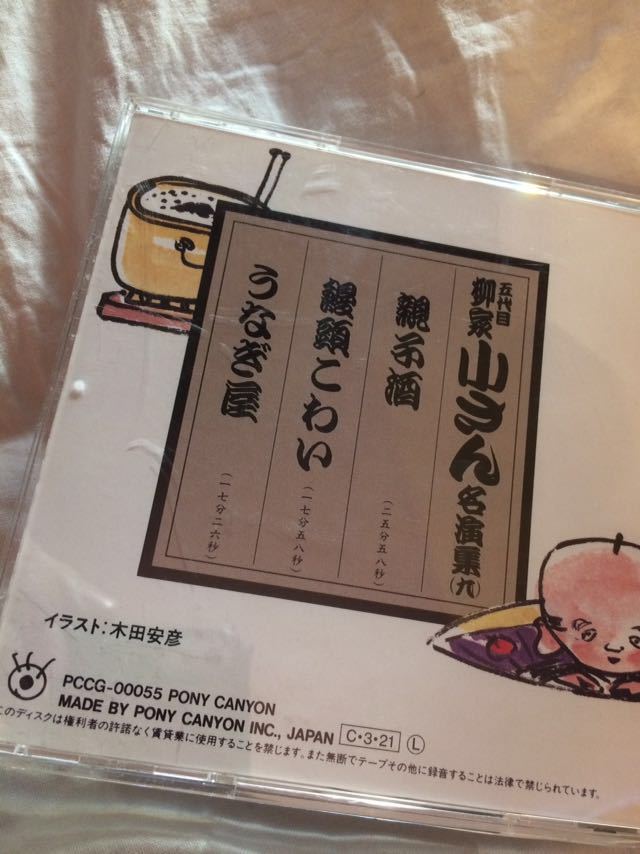 五代目
柳家小さん名演集(九)
親子酒
(二五分五八秒)
饅頭こわい
(一七分五八秒)
うなぎ屋
(一七分二六秒)
イラスト:木田安彦
PCCG-00055 PONY CANYON
MADE BY PONY CANYON INC., JAPAN C・3・21 L
このディスクは権利者の許諾なく賃貸業に使用することを禁じます。また無断でテープその他に録音することは法律で禁じられています。